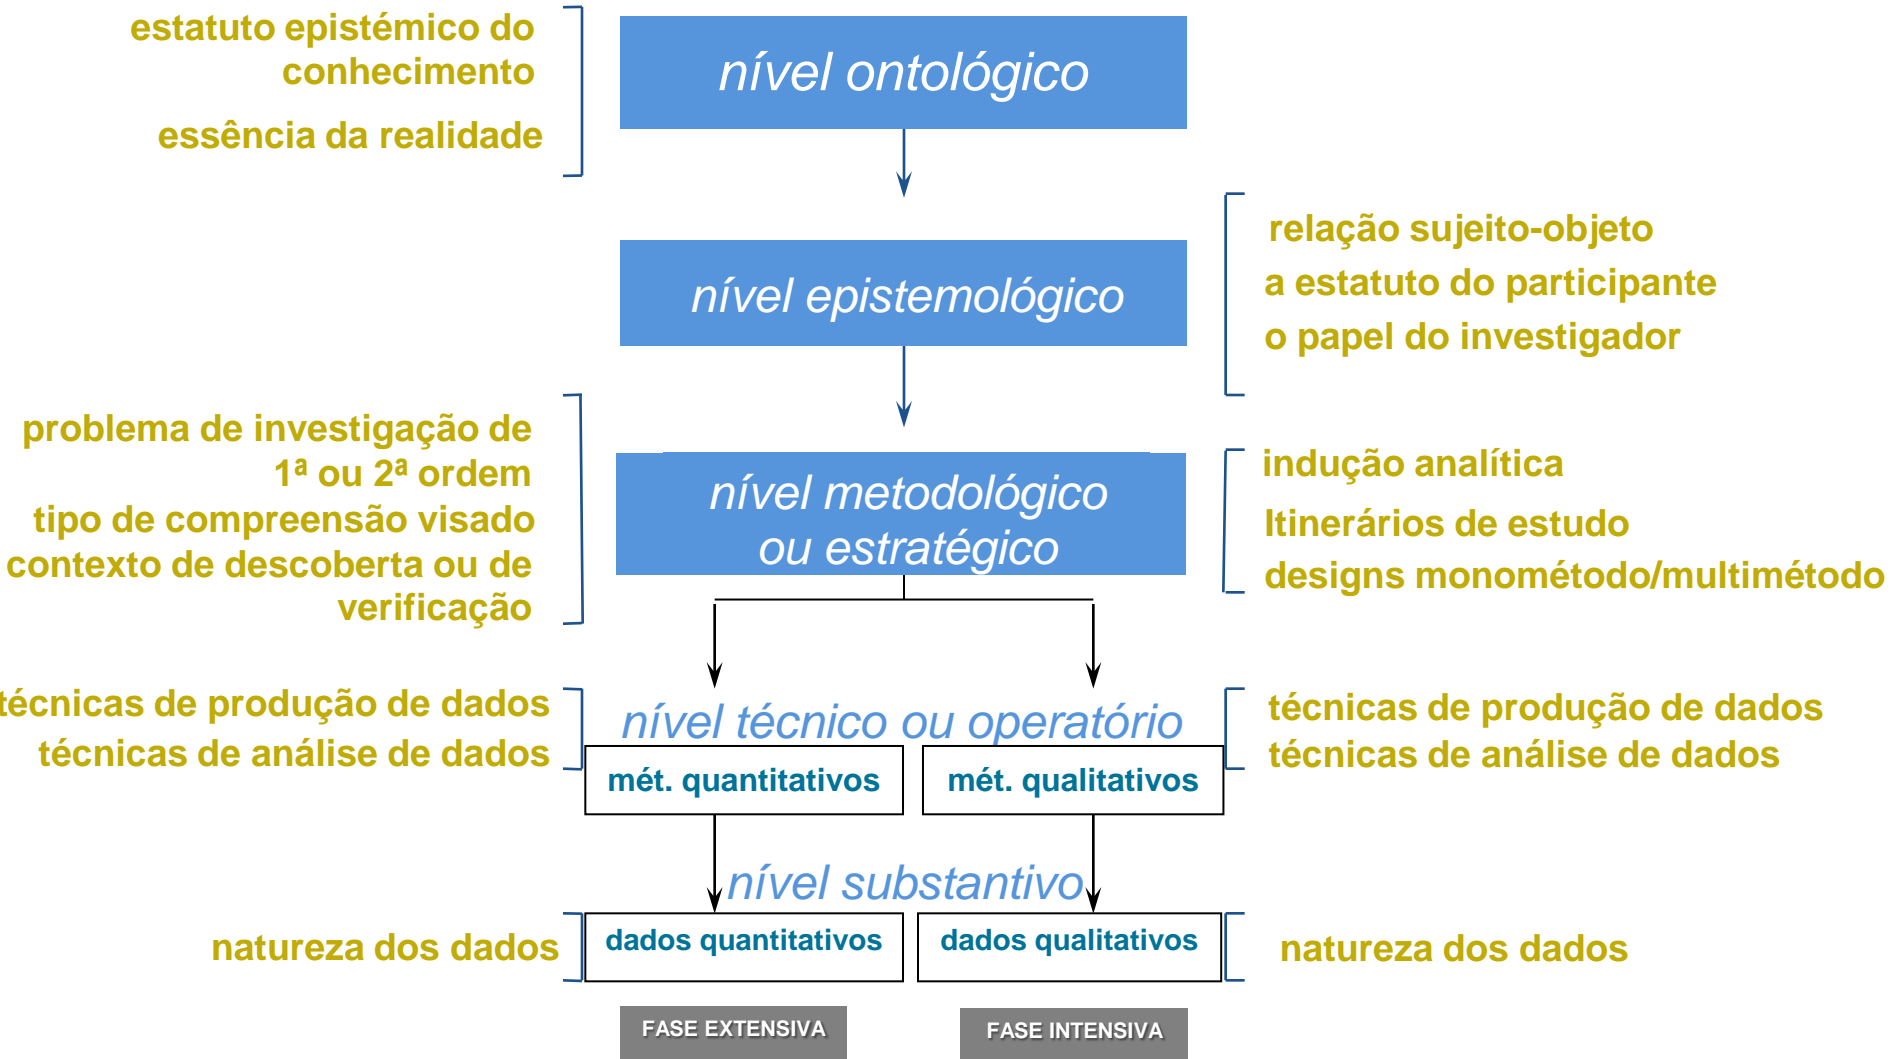 estatuto epistémico do
conhecimento
essência da realidade
nível ontológico
nível epistemológico
relação sujeito-objeto
a estatuto do participante
o papel do investigador
problema de investigação de
1ª ou 2ª ordem
tipo de compreensão visado
contexto de descoberta ou de
verificação
nível metodológico
ou estratégico
indução analítica
Itinerários de estudo
designs monométodo/multimétodo
técnicas de produção de dados
técnicas de análise de dados
nível técnico ou operatório
mét. quantitativos
mét. qualitativos
técnicas de produção de dados
técnicas de análise de dados
nível substantivo
natureza dos dados
dados quantitativos
dados qualitativos
natureza dos dados
FASE EXTENSIVA
FASE INTENSIVA